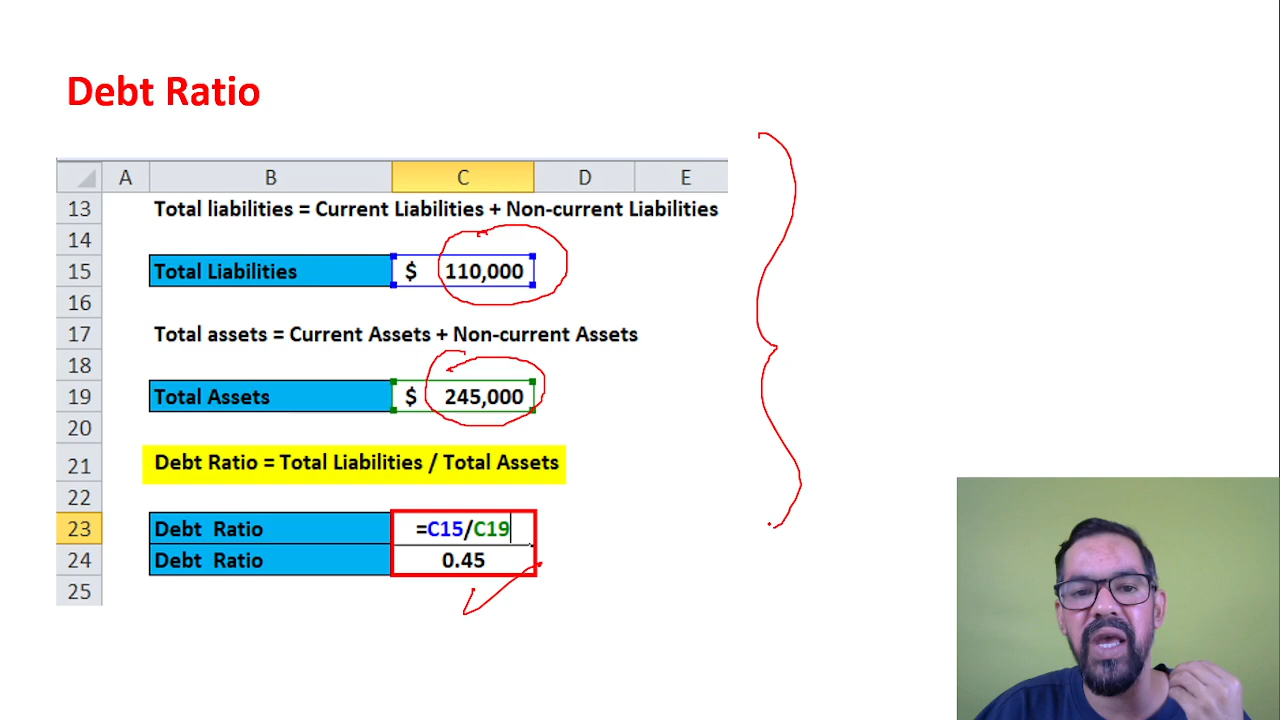 Debt Ratio
A B C D E
13 Total liabilities = Current Liabilities + Non-current Liabilities
14
15 Total Liabilities $ 110,000
16
17 Total assets = Current Assets + Non-current Assets
18
19 Total Assets $ 245,000
20
21 Debt Ratio = Total Liabilities / Total Assets
22
23 Debt Ratio =C15/C19
24 Debt Ratio 0.45
25